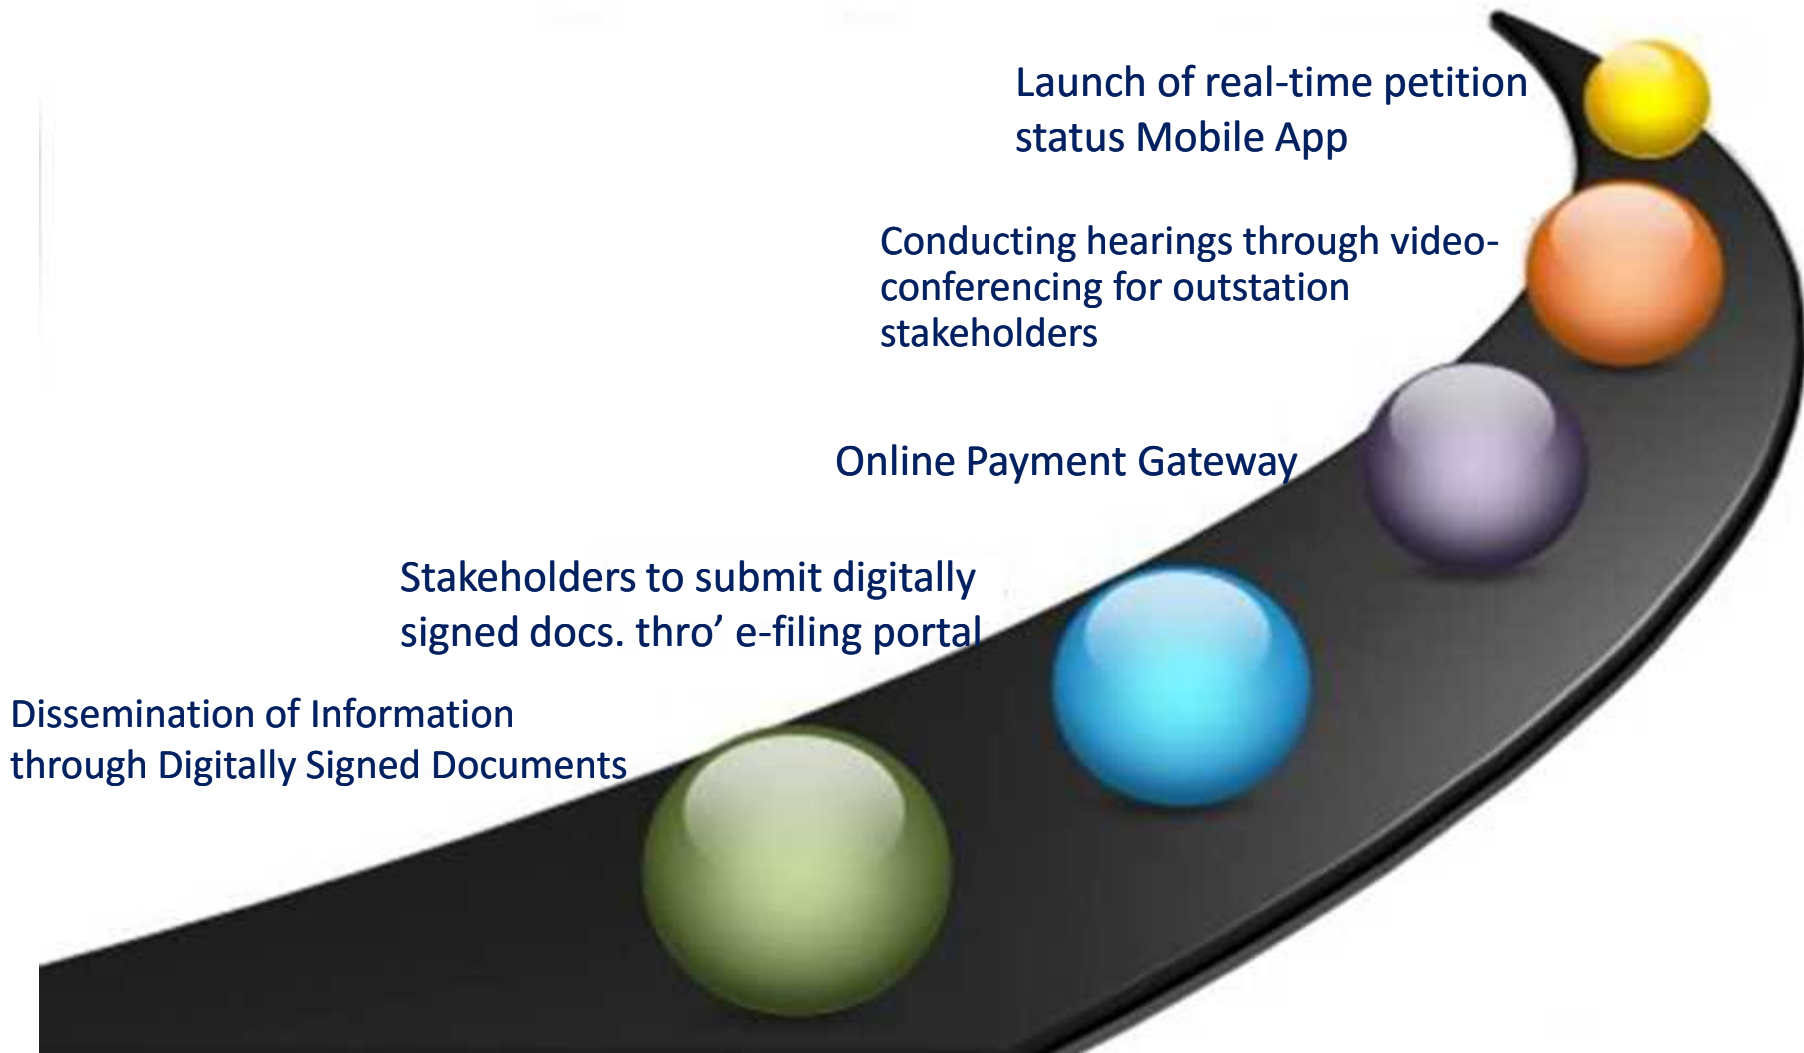 Launch of real-time petition
status Mobile App
Conducting hearings through video-
conferencing for outstation
stakeholders
Online Payment Gateway
Stakeholders to submit digitally
signed docs. thro’ e-filing portal
Dissemination of Information
through Digitally Signed Documents